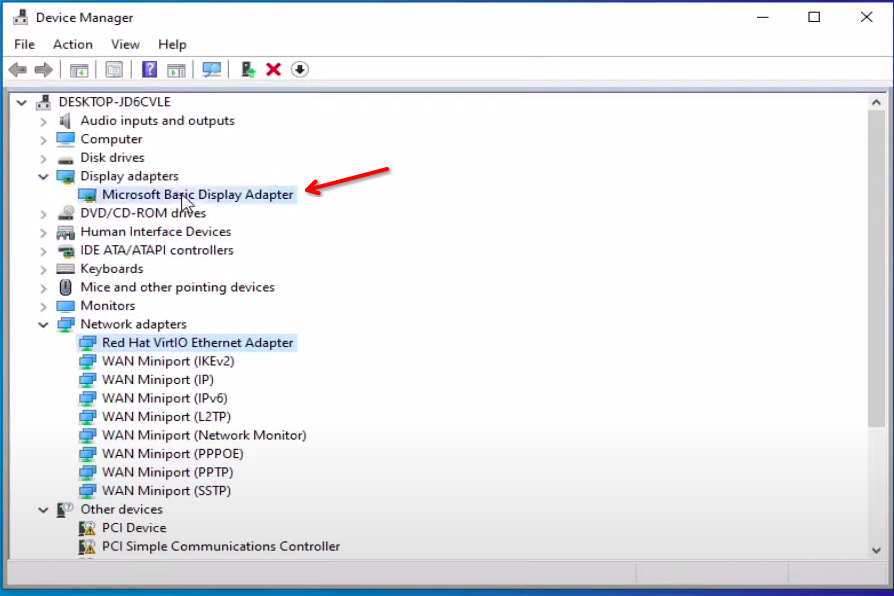 Device Manager
File Action View Help
DESKTOP-JD6CVLE
Audio inputs and outputs
Computer
Disk drives
Display adapters
Microsoft Basic Display Adapter
DVD/CD-ROM drives
Human Interface Devices
IDE ATA/ATAPI controllers
Keyboards
Mice and other pointing devices
Monitors
Network adapters
Red Hat VirtIO Ethernet Adapter
WAN Miniport (IKEv2)
WAN Miniport (IP)
WAN Miniport (IPv6)
WAN Miniport (L2TP)
WAN Miniport (Network Monitor)
WAN Miniport (PPPOE)
WAN Miniport (PPTP)
WAN Miniport (SSTP)
Other devices
PCI Device
PCI Simple Communications Controller